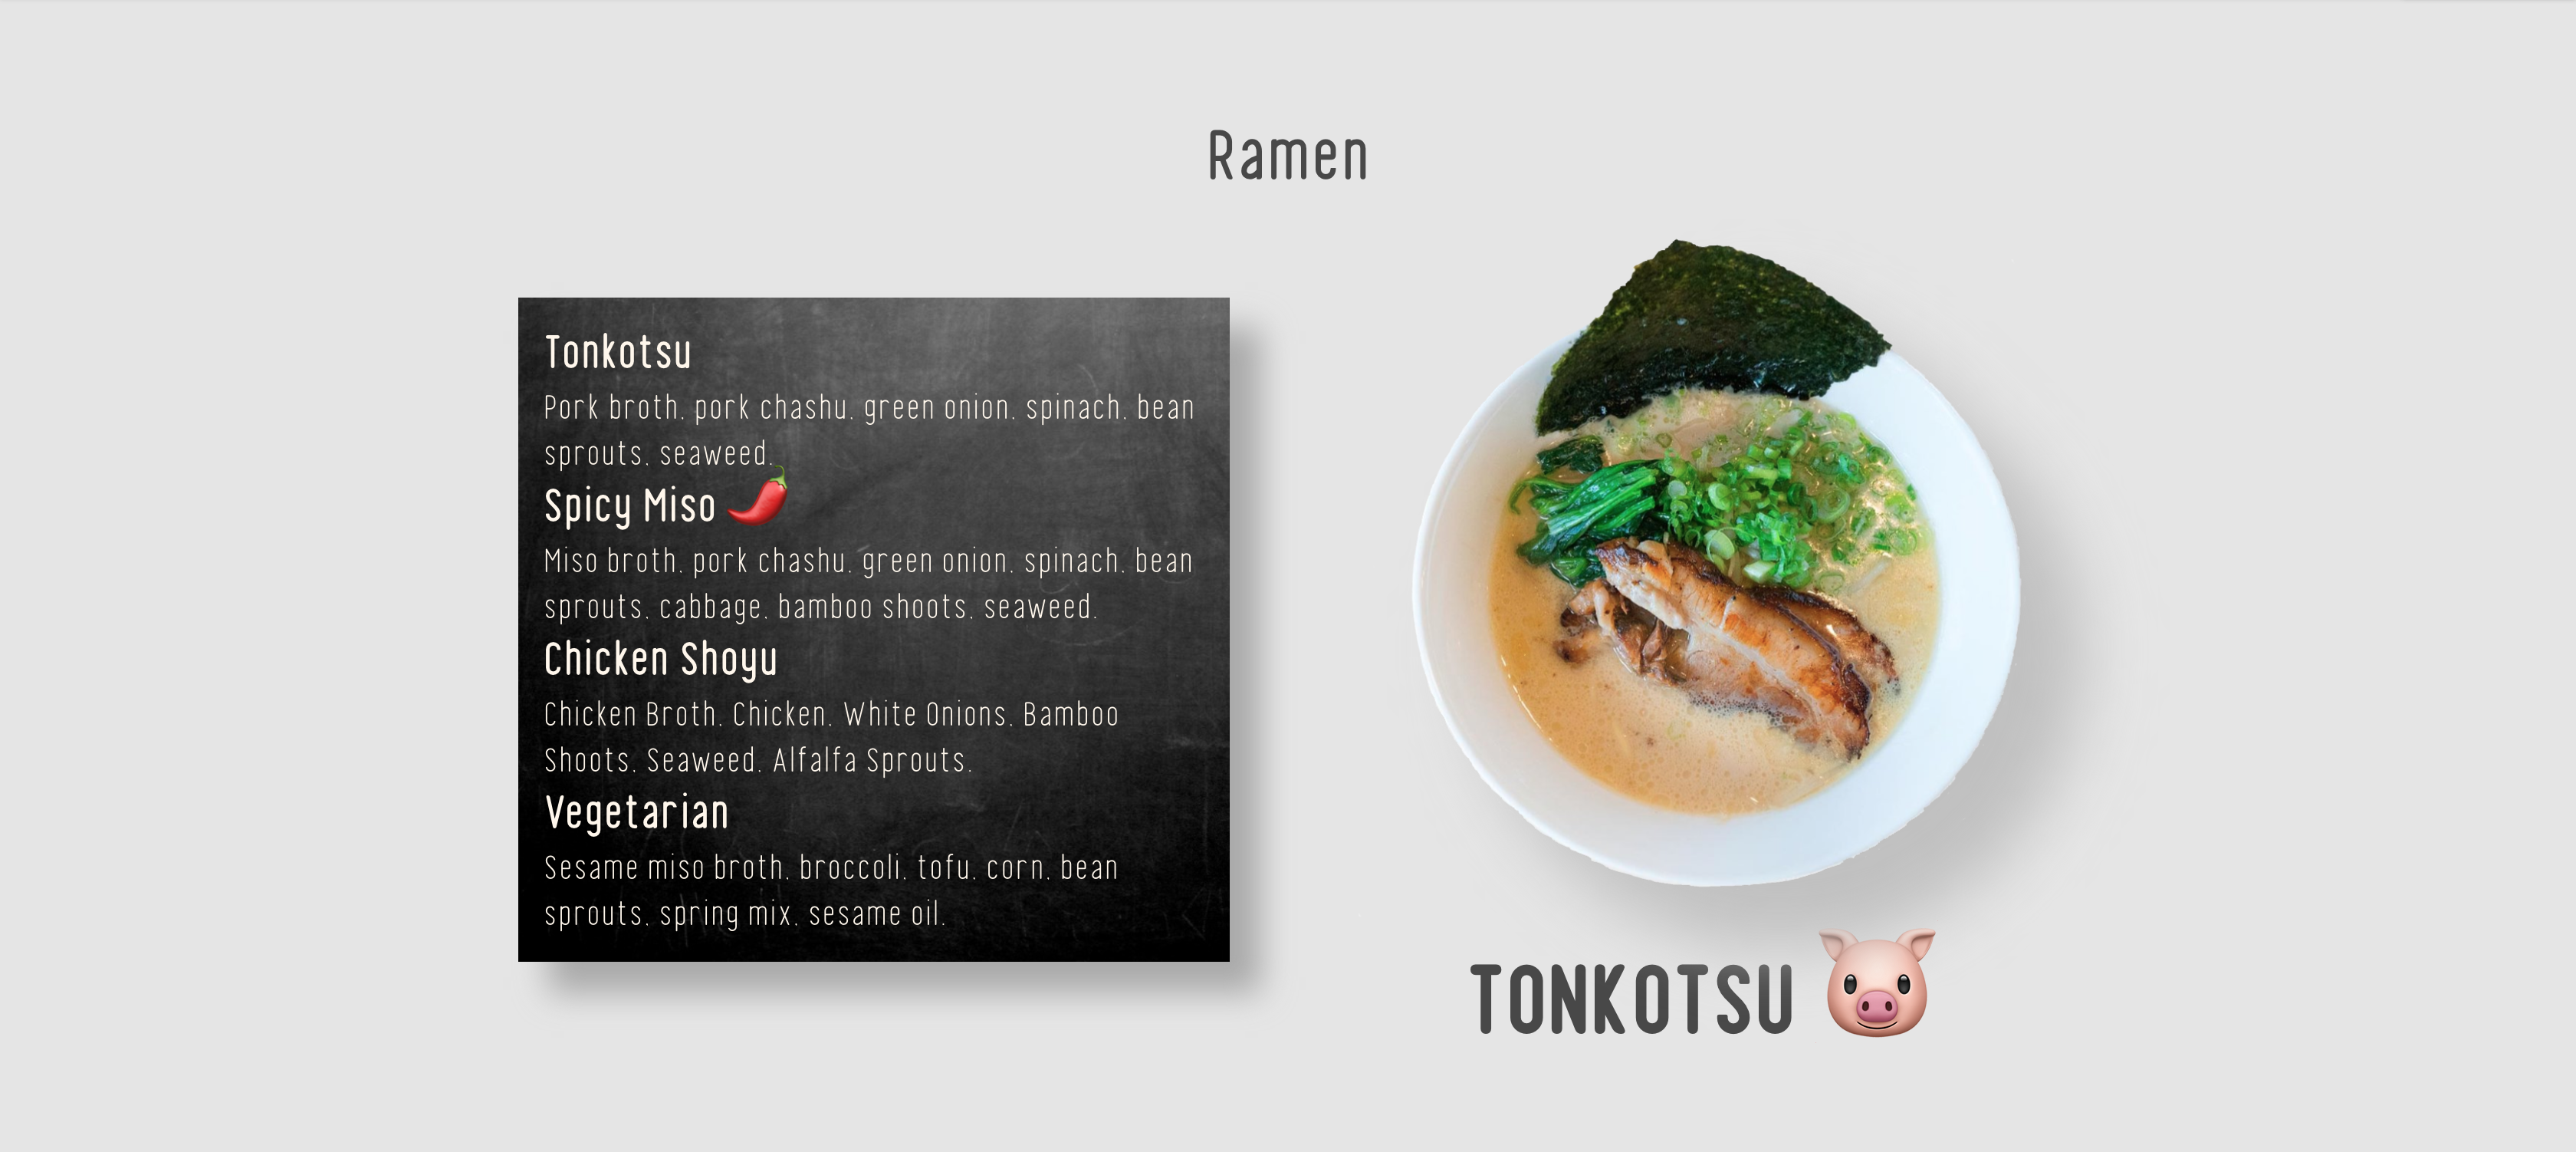 Ramen
Tonkotsu
Pork broth, pork chashu, green onion, spinach, bean
sprouts, seaweed.
Spicy Miso 🌶️
Miso broth, pork chashu, green onion, spinach, bean
sprouts, cabbage, bamboo shoots, seaweed.
Chicken Shoyu
Chicken Broth, Chicken, White Onions, Bamboo
Shoots, Seaweed, Alfalfa Sprouts.
Vegetarian
Sesame miso broth, broccoli, tofu, corn, bean
sprouts, spring mix, sesame oil.
TONKOTSU 🐷